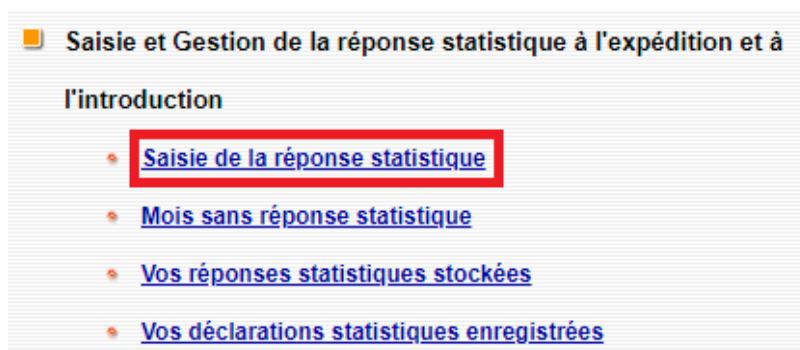 Saisie et Gestion de la réponse statistique à l'expédition et à
l'introduction
Saisie de la réponse statistique
Mois sans réponse statistique
Vos réponses statistiques stockées
Vos déclarations statistiques enregistrées